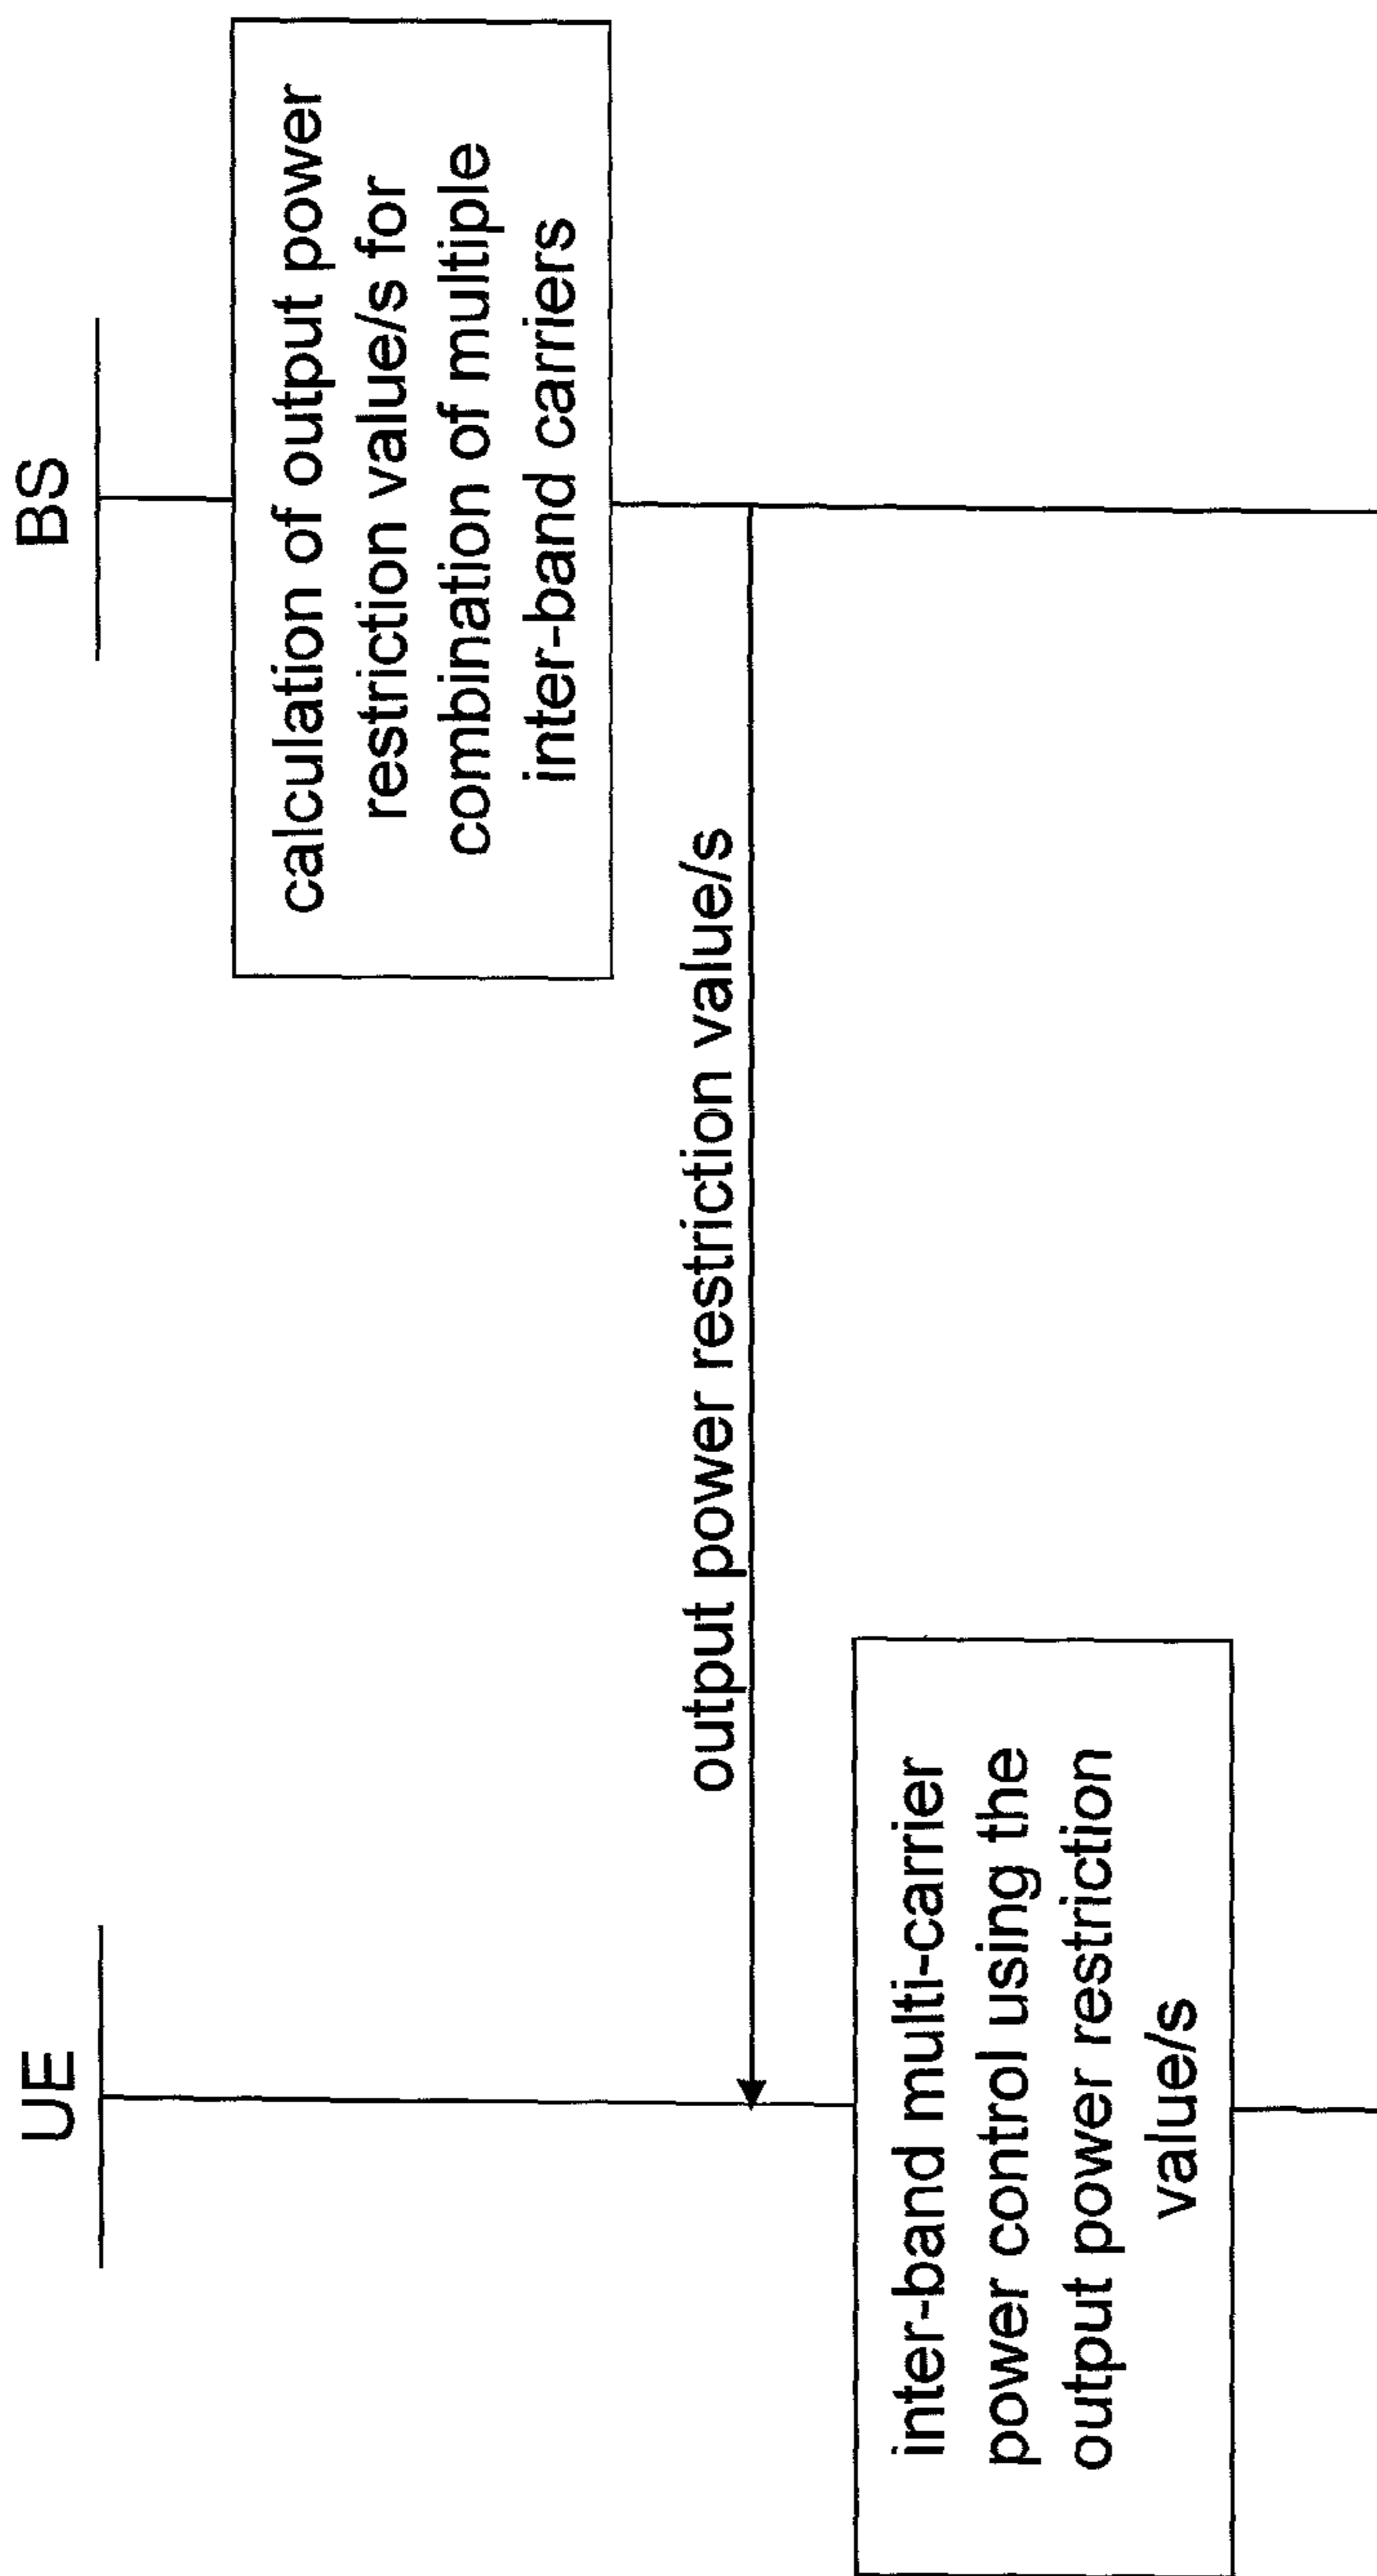 UE
BS
calculation of output power
restriction value/s for
combination of multiple
inter-band carriers
output power restriction value/s
inter-band multi-carrier
power control using the
output power restriction
value/s